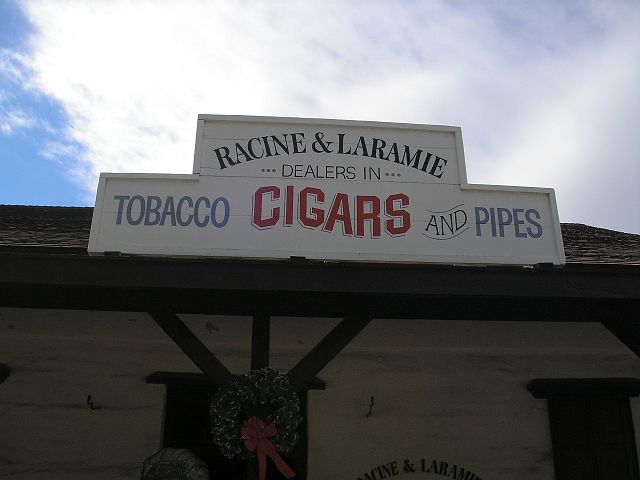 RACINE & LARAMIE
DEALERS IN
TOBACCO CIGARS AND PIPES
RACINE & LARAMIE